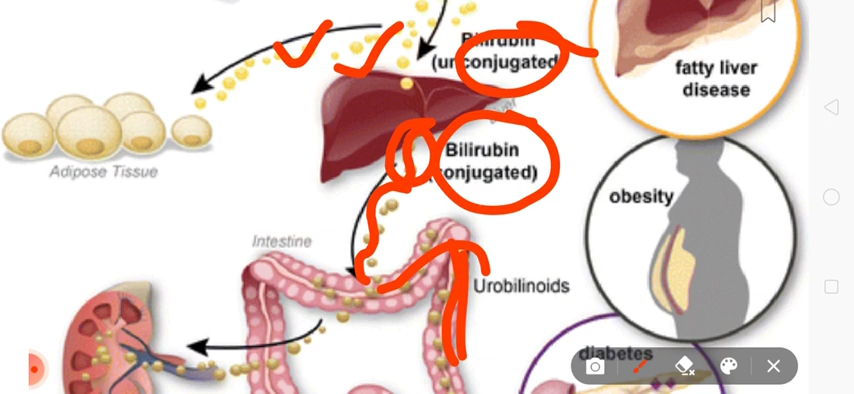 Bilirubin
(unconjugated
fatty liver
disease
Adipose Tissue
Bilirubin
(conjugated)
obesity
Intestine
Urobilinoids
diabetes